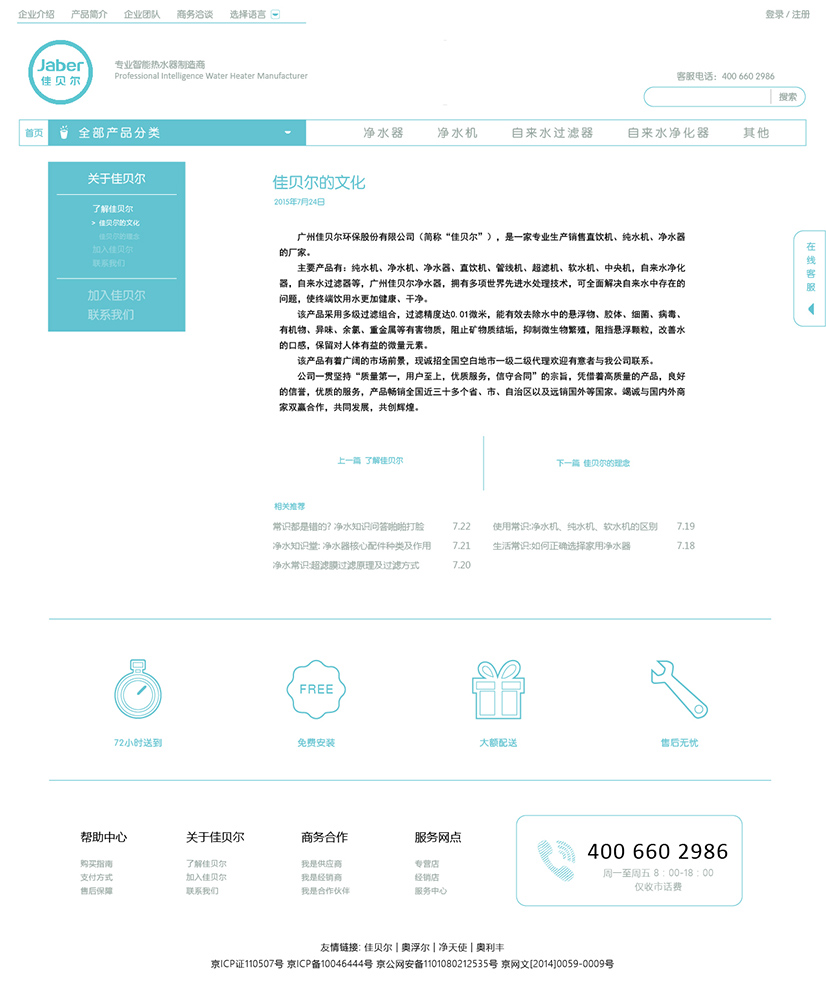 企业介绍 产品简介 企业团队 商务洽谈 选择语言 登录 / 注册
Jaber
佳贝尔
专业智能热水器制造商
Professional Intelligence Water Heater Manufacturer
客服电话：400 660 2986
搜索
首页 全部产品分类 净水器 净水机 自来水过滤器 自来水净化器 其他
关于佳贝尔
了解佳贝尔
> 佳贝尔的文化
佳贝尔的理念
加入佳贝尔
联系我们
加入佳贝尔
联系我们
佳贝尔的文化
2015年7月24日
广州佳贝尔环保股份有限公司（简称“佳贝尔”），是一家专业生产销售直饮机、纯水机、净水器
的厂家。
主要产品有：纯水机、净水机、净水器、直饮机、管线机、超滤机、软水机、中央机，自来水净化
器，自来水过滤器等，广州佳贝尔净水器，拥有多项世界先进水处理技术，可全面解决自来水中存在的
问题，使终端饮用水更加健康、干净。
该产品采用多级过滤组合，过滤精度达0.01微米，能有效去除水中的悬浮物、胶体、细菌、病毒、
有机物、异味、余氯、重金属等有害物质，阻止矿物质结垢，抑制微生物繁殖，阻挡悬浮颗粒，改善水
的口感，保留对人体有益的微量元素。
该产品有着广阔的市场前景，现诚招全国空白地市一级二级代理欢迎有意者与我公司联系。
公司一贯坚持“质量第一，用户至上，优质服务，信守合同”的宗旨，凭借着高质量的产品，良好
的信誉，优质的服务，产品畅销全国近三十多个省、市、自治区以及远销国外等国家。竭诚与国内外商
家双赢合作，共同发展，共创辉煌。
在线客服
上一篇 了解佳贝尔
下一篇 佳贝尔的理念
相关推荐
常识都是错的? 净水知识问答啪啪打脸 7.22 使用常识:净水机、纯水机、软水机的区别 7.19
净水知识堂: 净水器核心配件种类及作用 7.21 生活常识:如何正确选择家用净水器 7.18
净水常识:超滤膜过滤原理及过滤方式 7.20
FREE
72小时送到 免费安装 大额配送 售后无忧
帮助中心 关于佳贝尔 商务合作 服务网点
购买指南 了解佳贝尔 我是供应商 专营店
支付方式 加入佳贝尔 我是经销商 经销店
售后保障 联系我们 我是合作伙伴 服务中心
400 660 2986
周一至周五 8：00-18：00
仅收市话费
友情链接: 佳贝尔 | 奥浮尔 | 净天使 | 奥利丰
京ICP证110507号 京ICP备10046444号 京公网安备1101080212535号 京网文[2014]0059-0009号